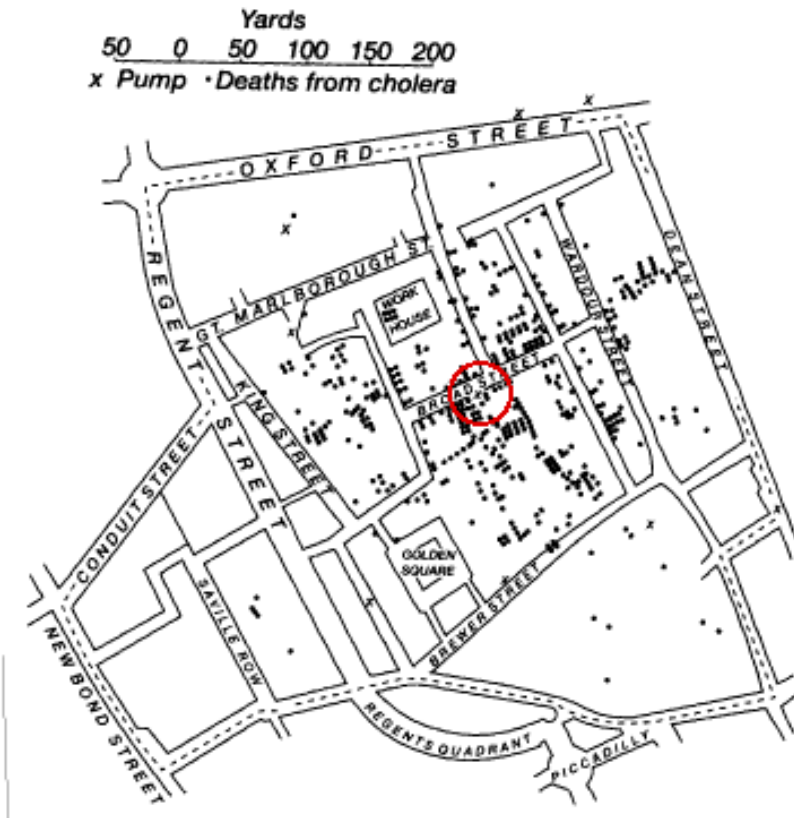 Yards
50 0 50 100 150 200
x Pump · Deaths from cholera
OXFORD STREET
REGENT STREET
GT. MARLBOROUGH ST.
WORK
HOUSE
WARDOUR STREET
DEAN STREET
BROAD STREET
KING STREET
CONDUIT STREET
GOLDEN
SQUARE
SAVILLE ROW
BREWER STREET
NEW BOND STREET
REGENTS QUADRANT
PICCADILLY